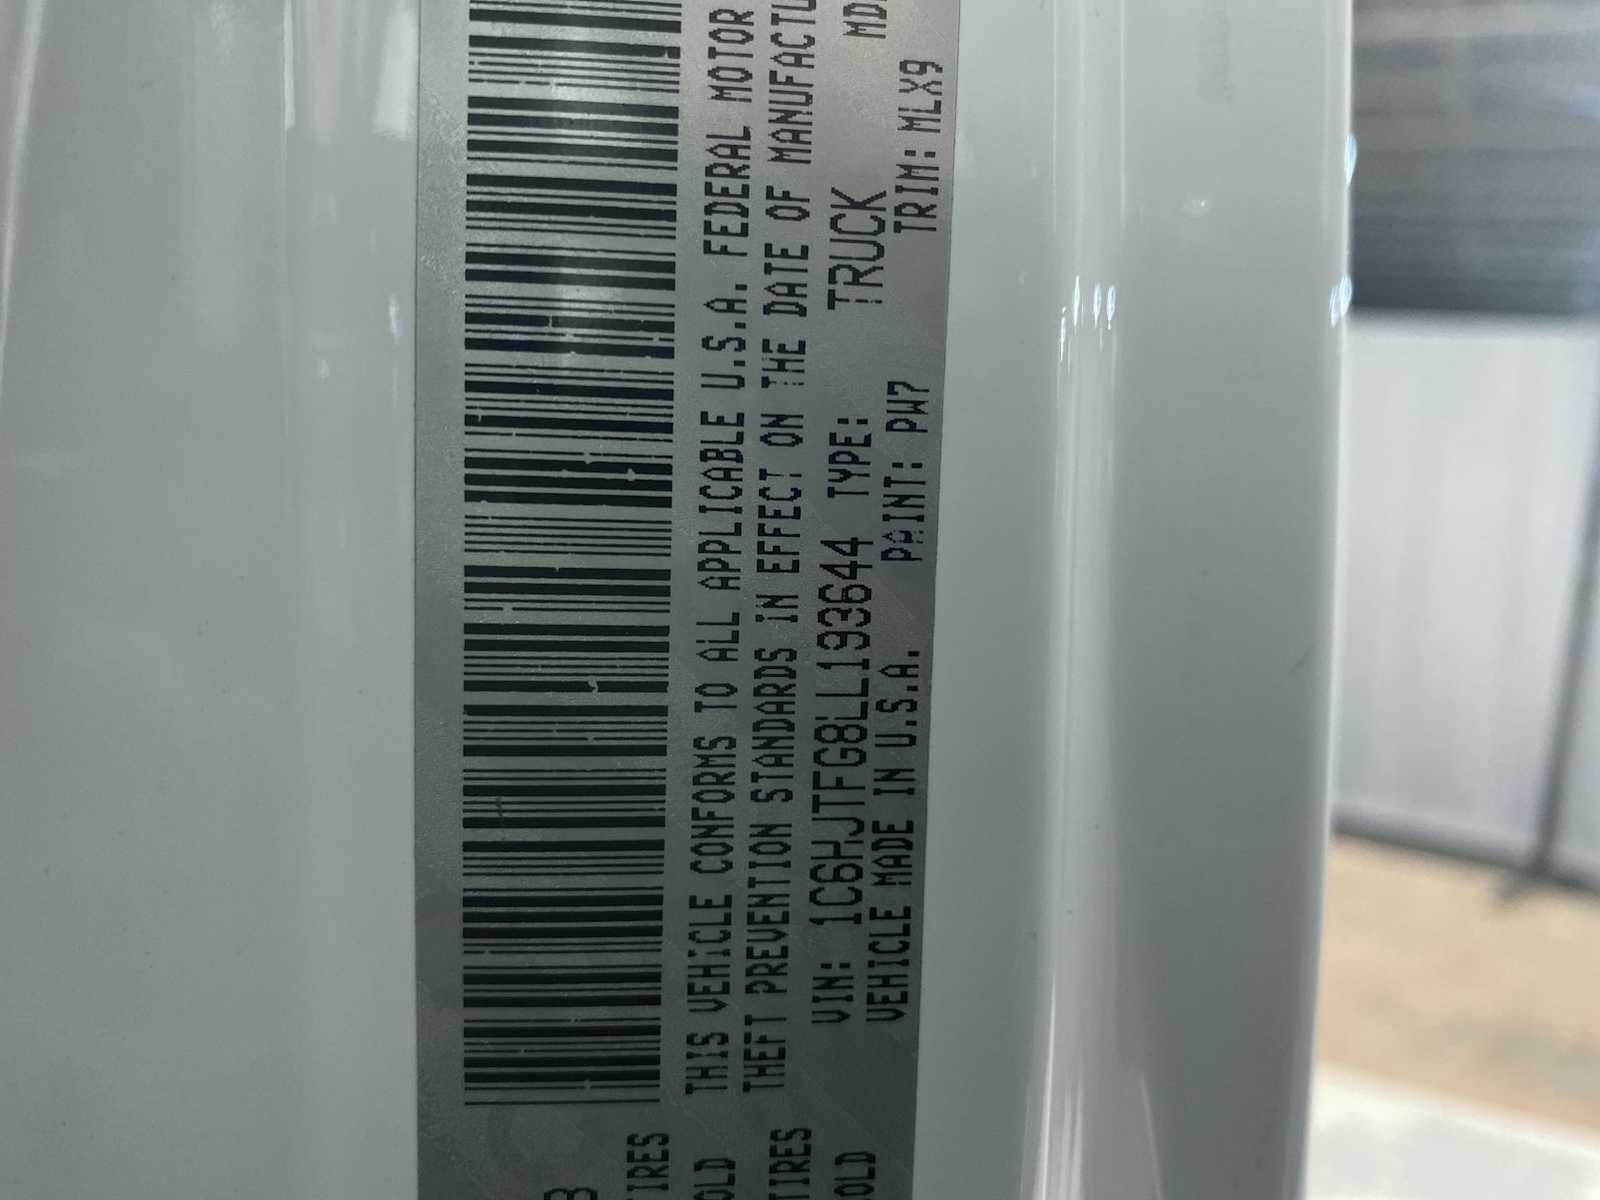 THIS VEHICLE CONFORMS TO ALL APPLICABLE U.S.A. FEDERAL MOTOR
THEFT PREVENTION STANDARDS IN EFFECT ON THE DATE OF MANUFACTU
VIN: 1C6HJTFG8LL193644 TYPE: TRUCK MD
VEHICLE MADE IN U.S.A. PAINT: PW7 TRIM: MLX9
TIRES
OLD
TIRES
OLD